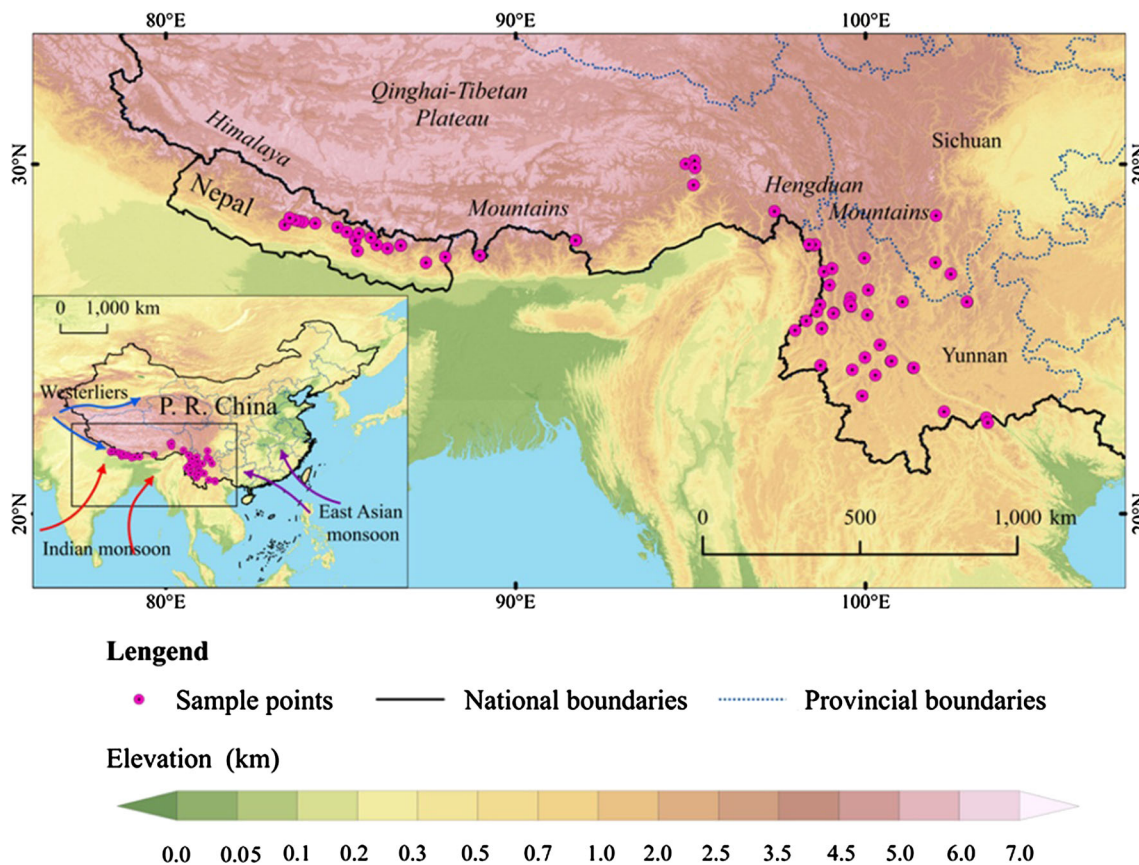 80°E 90°E 100°E
Qinghai-Tibetan
Plateau
Himalaya
Sichuan
30°N 30°N
Nepal
Hengduan
Mountains
Mountains
0 1,000 km
Yunnan
Westerliers
P. R. China
East Asian
monsoon
Indian monsoon
20°N 20°N
0 500 1,000 km
80°E 90°E 100°E
Lengend
Sample points National boundaries Provincial boundaries
Elevation (km)
0.0 0.05 0.1 0.2 0.3 0.5 0.7 1.0 2.0 2.5 3.5 4.5 5.0 6.0 7.0